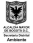 ALCALDÍA MAYOR
DE BOGOTÁ D.C.
Secretaría Distrital
Ambiente